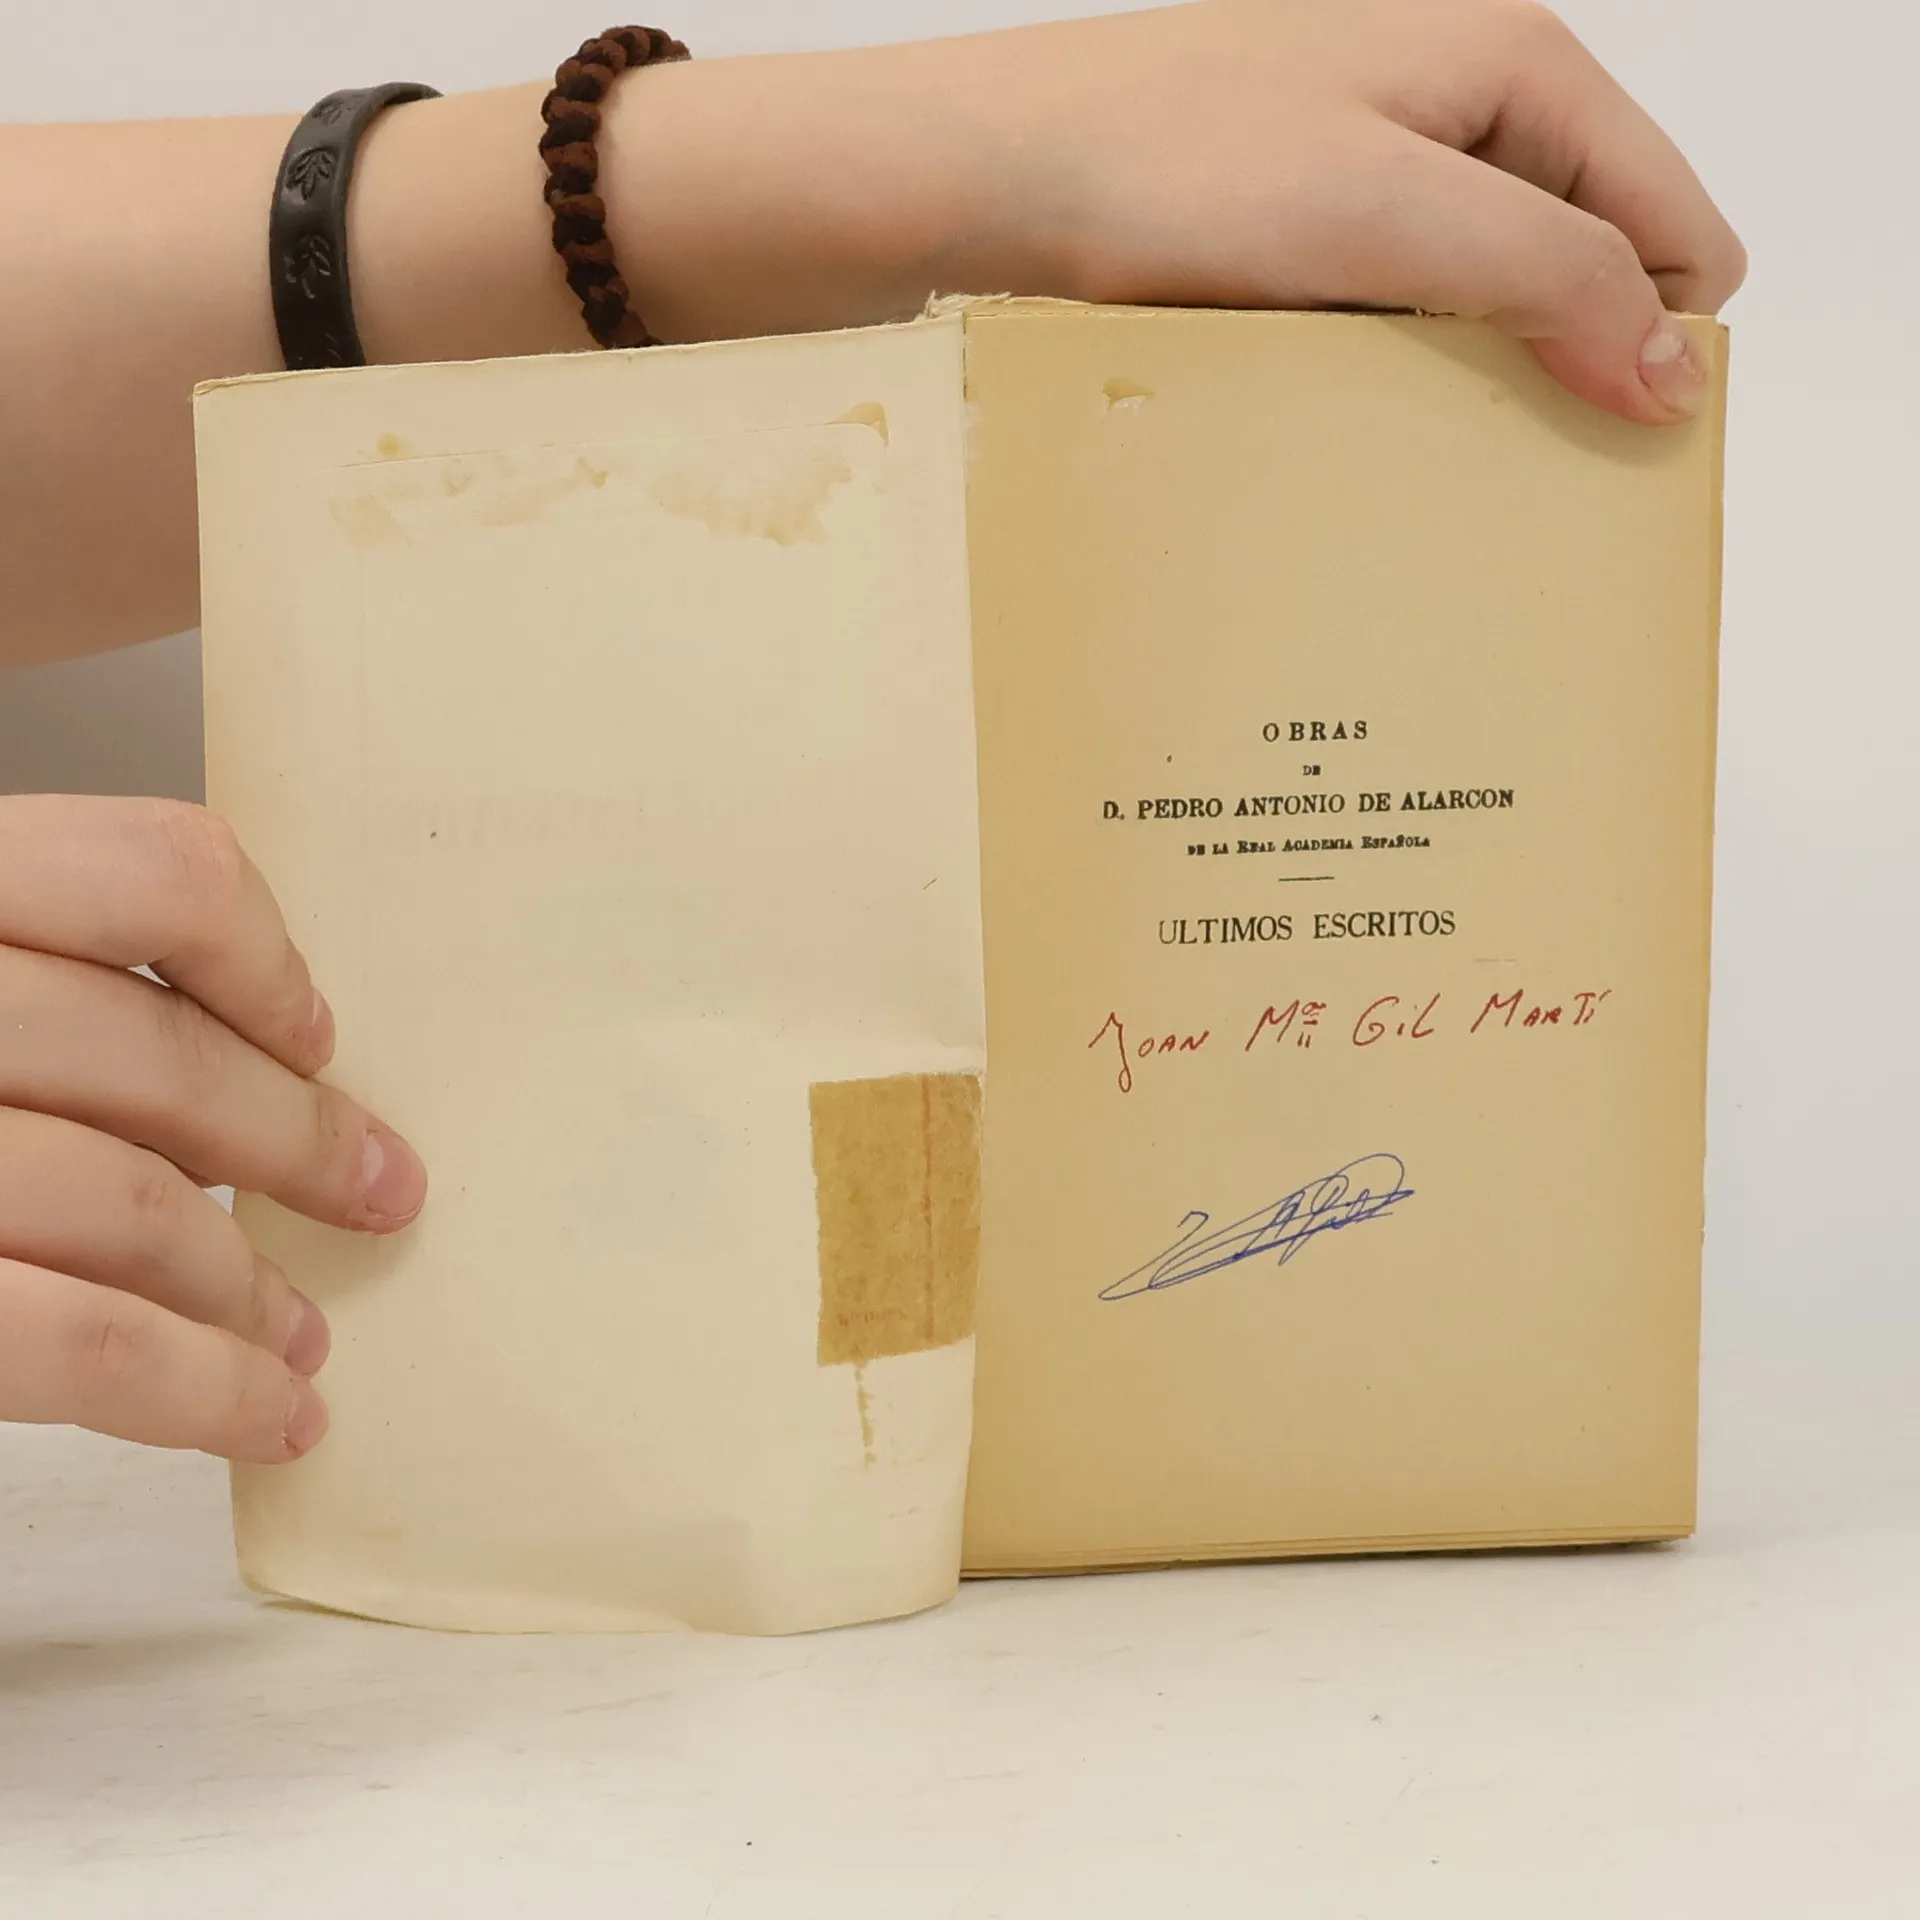 OBRAS
DE
D. PEDRO ANTONIO DE ALARCON
DE LA REAL ACADEMIA ESPAÑOLA
ULTIMOS ESCRITOS
JOAN Mª GIL MARTÍ